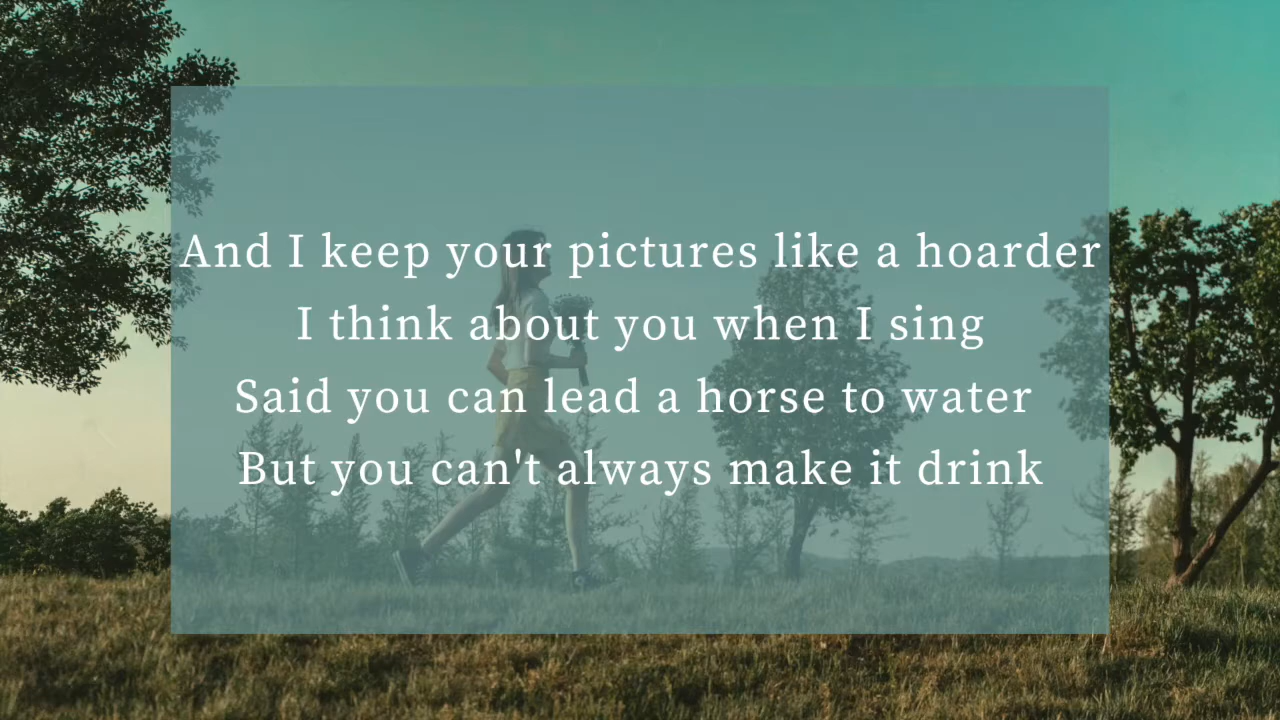 And I keep your pictures like a hoarder
I think about you when I sing
Said you can lead a horse to water
But you can't always make it drink